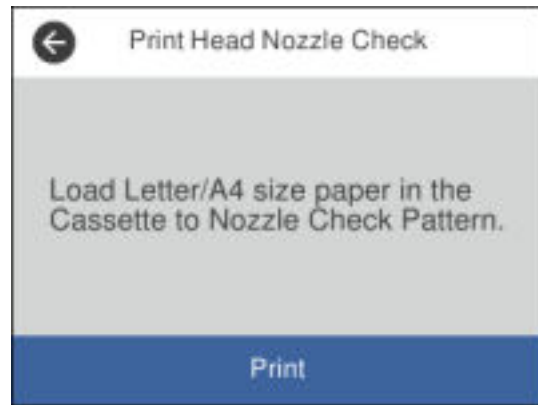 Print Head Nozzle Check
Load Letter/A4 size paper in the
Cassette to Nozzle Check Pattern.
Print